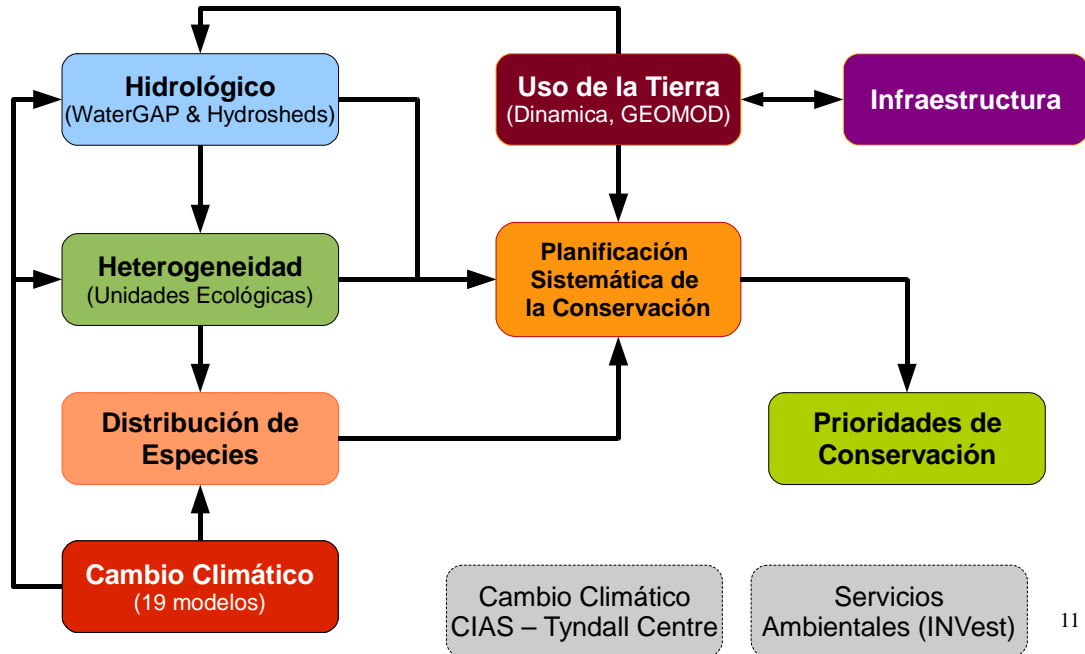 Hidrológico
(WaterGAP & Hydrosheds)
Uso de la Tierra
(Dinamica, GEOMOD)
Infraestructura
Heterogeneidad
(Unidades Ecológicas)
Planificación
Sistemática de
la Conservación
Distribución de
Especies
Prioridades de
Conservación
Cambio Climático
(19 modelos)
Cambio Climático
CIAS – Tyndall Centre
Servicios
Ambientales (INVest)
11